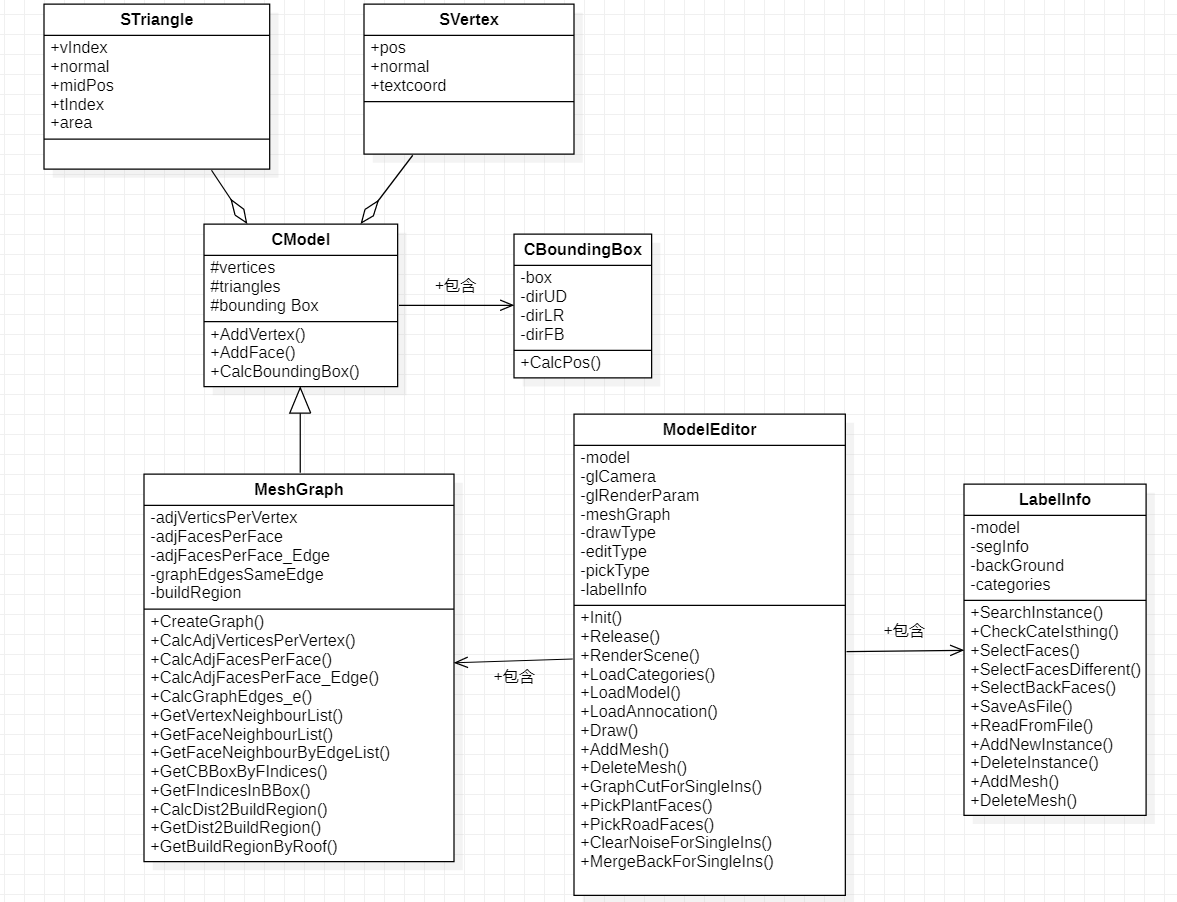 STriangle
+vIndex
+normal
+midPos
+tIndex
+area
SVertex
+pos
+normal
+textcoord
CModel
#vertices
#triangles
#bounding Box
+AddVertex()
+AddFace()
+CalcBoundingBox()
+包含
CBoundingBox
-box
-dirUD
-dirLR
-dirFB
+CalcPos()
MeshGraph
-adjVerticsPerVertex
-adjFacesPerFace
-adjFacesPerFace_Edge
-graphEdgesSameEdge
-buildRegion
+CreateGraph()
+CalcAdjVerticesPerVertex()
+CalcAdjFacesPerFace()
+CalcAdjFacesPerFace_Edge()
+CalcGraphEdges_e()
+GetVertexNeighbourList()
+GetFaceNeighbourList()
+GetFaceNeighbourByEdgeList()
+GetCBBoxByFIndices()
+GetFIndicesInBBox()
+CalcDist2BuildRegion()
+GetDist2BuildRegion()
+GetBuildRegionByRoof()
+包含
ModelEditor
-model
-glCamera
-glRenderParam
-meshGraph
-drawType
-editType
-pickType
-labelInfo
+Init()
+Release()
+RenderScene()
+LoadCategories()
+LoadModel()
+LoadAnnocation()
+Draw()
+AddMesh()
+DeleteMesh()
+GraphCutForSingleIns()
+PickPlantFaces()
+PickRoadFaces()
+ClearNoiseForSingleIns()
+MergeBackForSingleIns()
+包含
LabelInfo
-model
-segInfo
-backGround
-categories
+SearchInstance()
+CheckCateIsthing()
+SelectFaces()
+SelectFacesDifferent()
+SelectBackFaces()
+SaveAsFile()
+ReadFromFile()
+AddNewInstance()
+DeleteInstance()
+AddMesh()
+DeleteMesh()